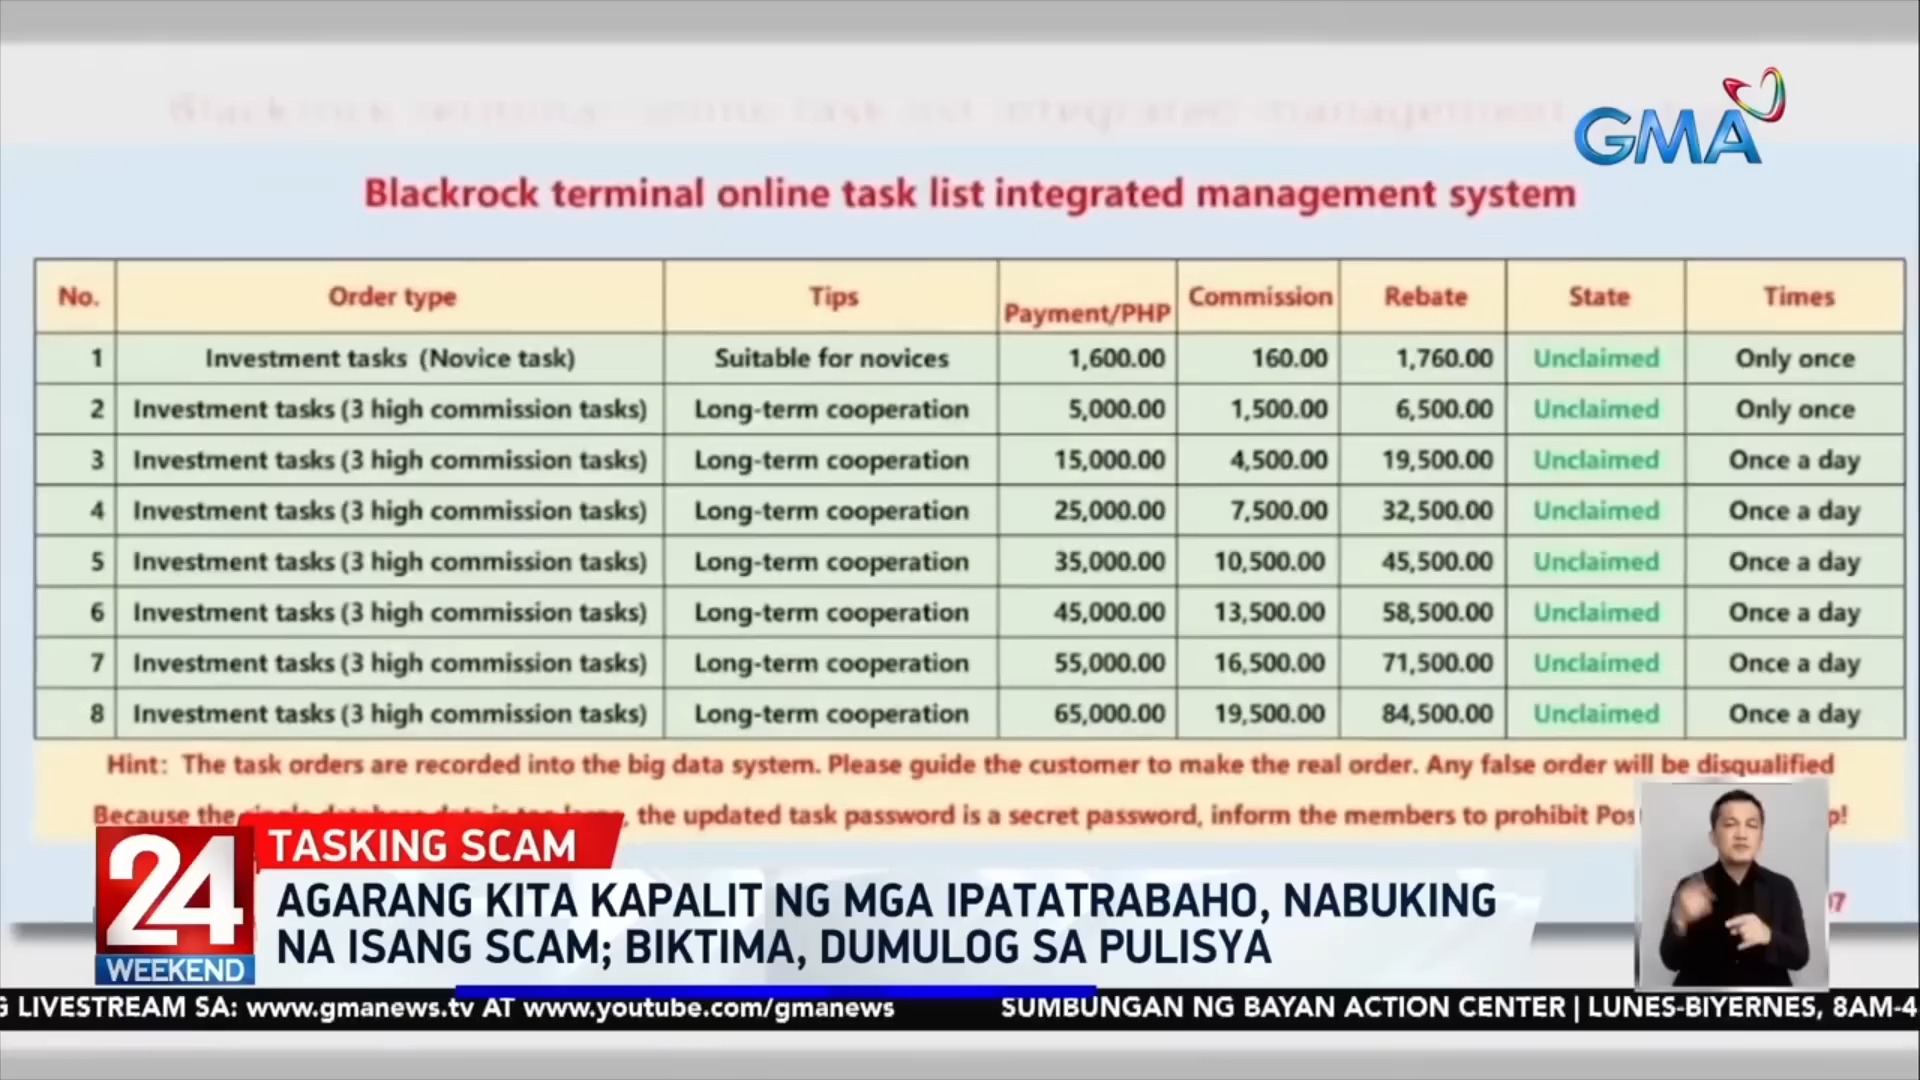 GMA
Blackrock terminal online task list integrated management system
No. Order type Tips Payment/PHP Commission Rebate State Times
1 Investment tasks (Novice task) Suitable for novices 1,600.00 160.00 1,760.00 Unclaimed Only once
2 Investment tasks (3 high commission tasks) Long-term cooperation 5,000.00 1,500.00 6,500.00 Unclaimed Only once
3 Investment tasks (3 high commission tasks) Long-term cooperation 15,000.00 4,500.00 19,500.00 Unclaimed Once a day
4 Investment tasks (3 high commission tasks) Long-term cooperation 25,000.00 7,500.00 32,500.00 Unclaimed Once a day
5 Investment tasks (3 high commission tasks) Long-term cooperation 35,000.00 10,500.00 45,500.00 Unclaimed Once a day
6 Investment tasks (3 high commission tasks) Long-term cooperation 45,000.00 13,500.00 58,500.00 Unclaimed Once a day
7 Investment tasks (3 high commission tasks) Long-term cooperation 55,000.00 16,500.00 71,500.00 Unclaimed Once a day
8 Investment tasks (3 high commission tasks) Long-term cooperation 65,000.00 19,500.00 84,500.00 Unclaimed Once a day
Hint: The task orders are recorded into the big data system. Please guide the customer to make the real order. Any false order will be disqualified
Because the , the updated task password is a secret password, inform the members to prohibit
TASKING SCAM
24
WEEKEND
AGARANG KITA KAPALIT NG MGA IPATATRABAHO, NABUKING
NA ISANG SCAM; BIKTIMA, DUMULOG SA PULISYA
LIVESTREAM SA: www.gmanews.tv AT www.youtube.com/gmanews SUMBUNGAN NG BAYAN ACTION CENTER | LUNES-BIYERNES, 8AM-4